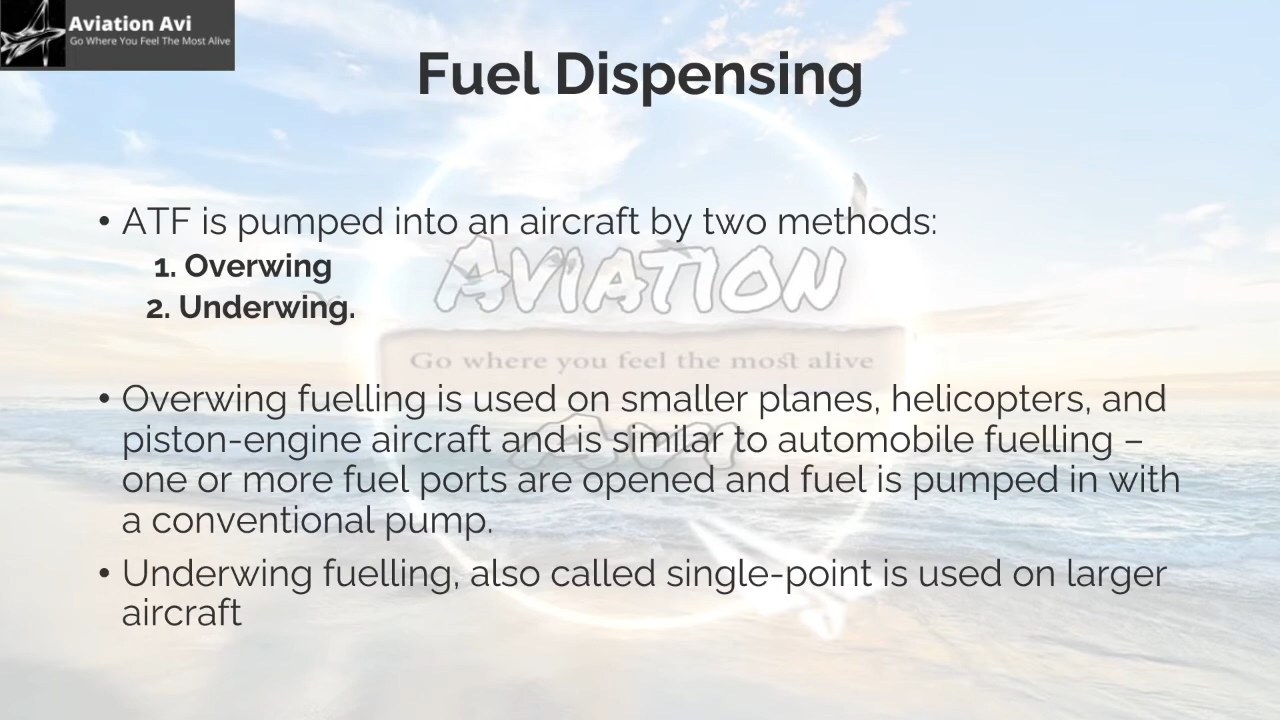 Aviation Avi
Go Where You Feel The Most Alive
Fuel Dispensing
• ATF is pumped into an aircraft by two methods:
1. Overwing
2. Underwing.
AVIATION
Go where you feel the most alive
AVI
• Overwing fuelling is used on smaller planes, helicopters, and
piston-engine aircraft and is similar to automobile fuelling –
one or more fuel ports are opened and fuel is pumped in with
a conventional pump.
• Underwing fuelling, also called single-point is used on larger
aircraft